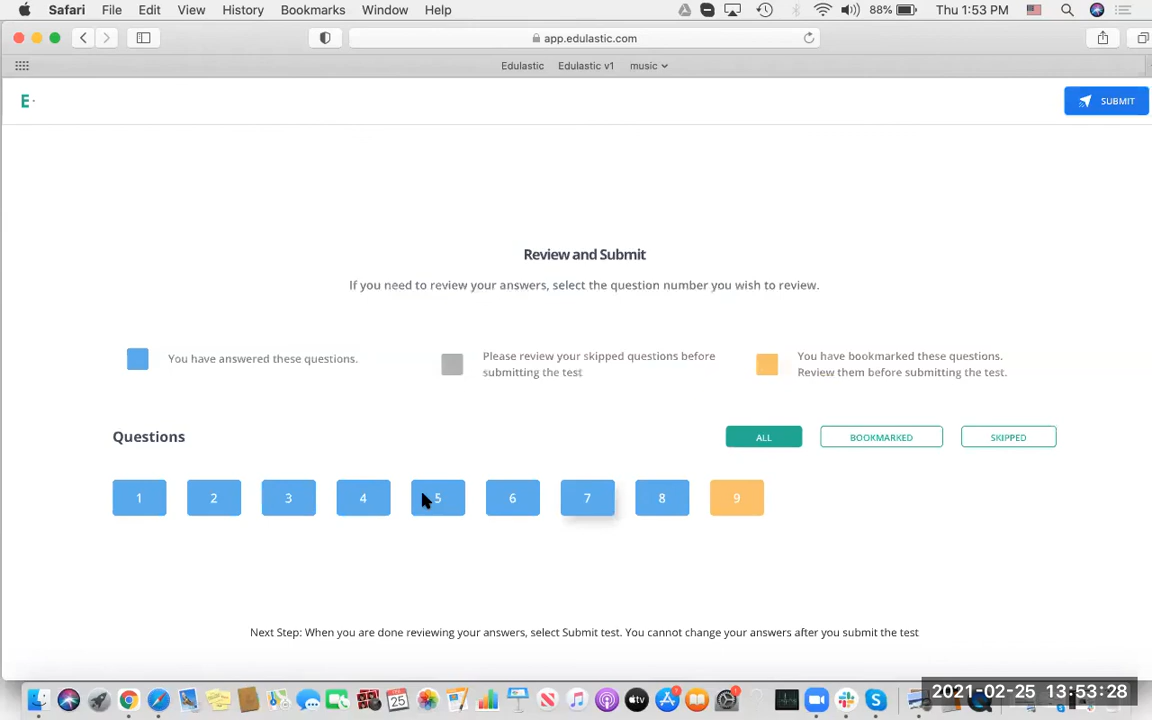 Safari File Edit View History Bookmarks Window Help 88% Thu 1:53 PM
app.edulastic.com
Edulastic Edulastic v1 music
E
SUBMIT
Review and Submit
If you need to review your answers, select the question number you wish to review.
You have answered these questions.
Please review your skipped questions before
submitting the test
You have bookmarked these questions.
Review them before submitting the test.
Questions
ALL BOOKMARKED SKIPPED
1 2 3 4 5 6 7 8 9
Next Step: When you are done reviewing your answers, select Submit test. You cannot change your answers after you submit the test
25
tv
2021-02-25 13:53:28